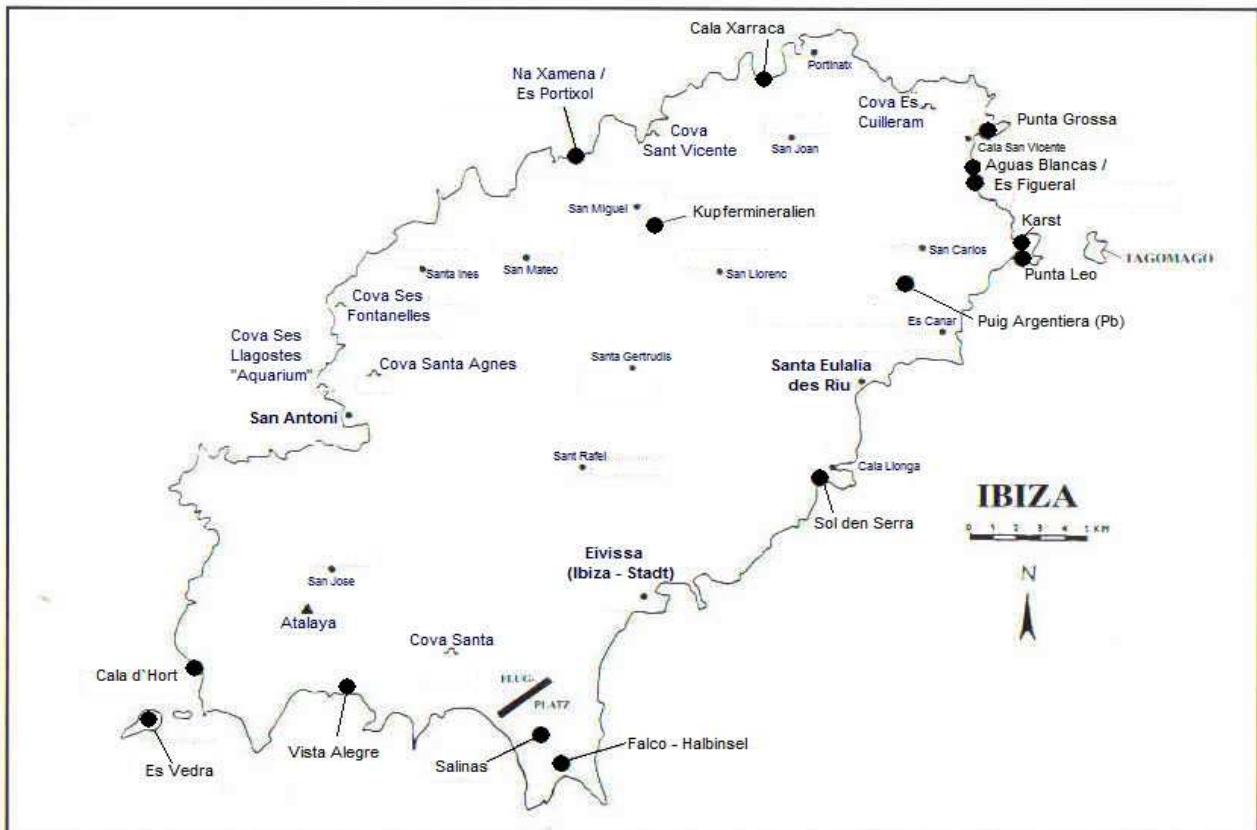 Cala Xarraca
Portinatx
Na Xamena /
Es Portixol
Cova Es
Cuilleram
Punta Grossa
Cova
Sant Vicente
San Joan
Cala San Vicente
Aguas Blancas /
Es Figueral
San Miguel
Kupfermineralien
Karst
San Carlos
IAGOMAGO
Santa Ines
San Mateo
San Llorenc
Punta Leo
Cova Ses
Fontanelles
Puig Argentiera (Pb)
Es Canar
Cova Ses
Llagostes
"Aquarium"
Cova Santa Agnes
Santa Gertrudis
Santa Eulalia
des Riu
San Antoni
Sant Rafel
Cala Llonga
Sol den Serra
IBIZA
0 1 2 3 4 5 KM
Eivissa
(Ibiza - Stadt)
N
San Jose
Atalaya
Cova Santa
Cala d`Hort
FLUG-
PLATZ
Es Vedra
Vista Alegre
Salinas
Falco - Halbinsel